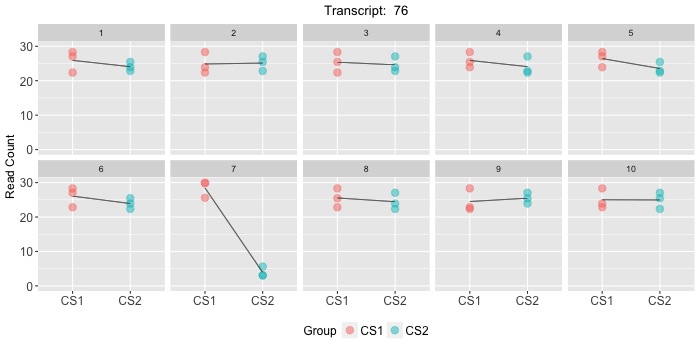 Transcript: 76
1 2 3 4 5
30
20
10
0
Read Count
6 7 8 9 10
30
20
10
0
CS1 CS2 CS1 CS2 CS1 CS2 CS1 CS2 CS1 CS2
Group CS1 CS2